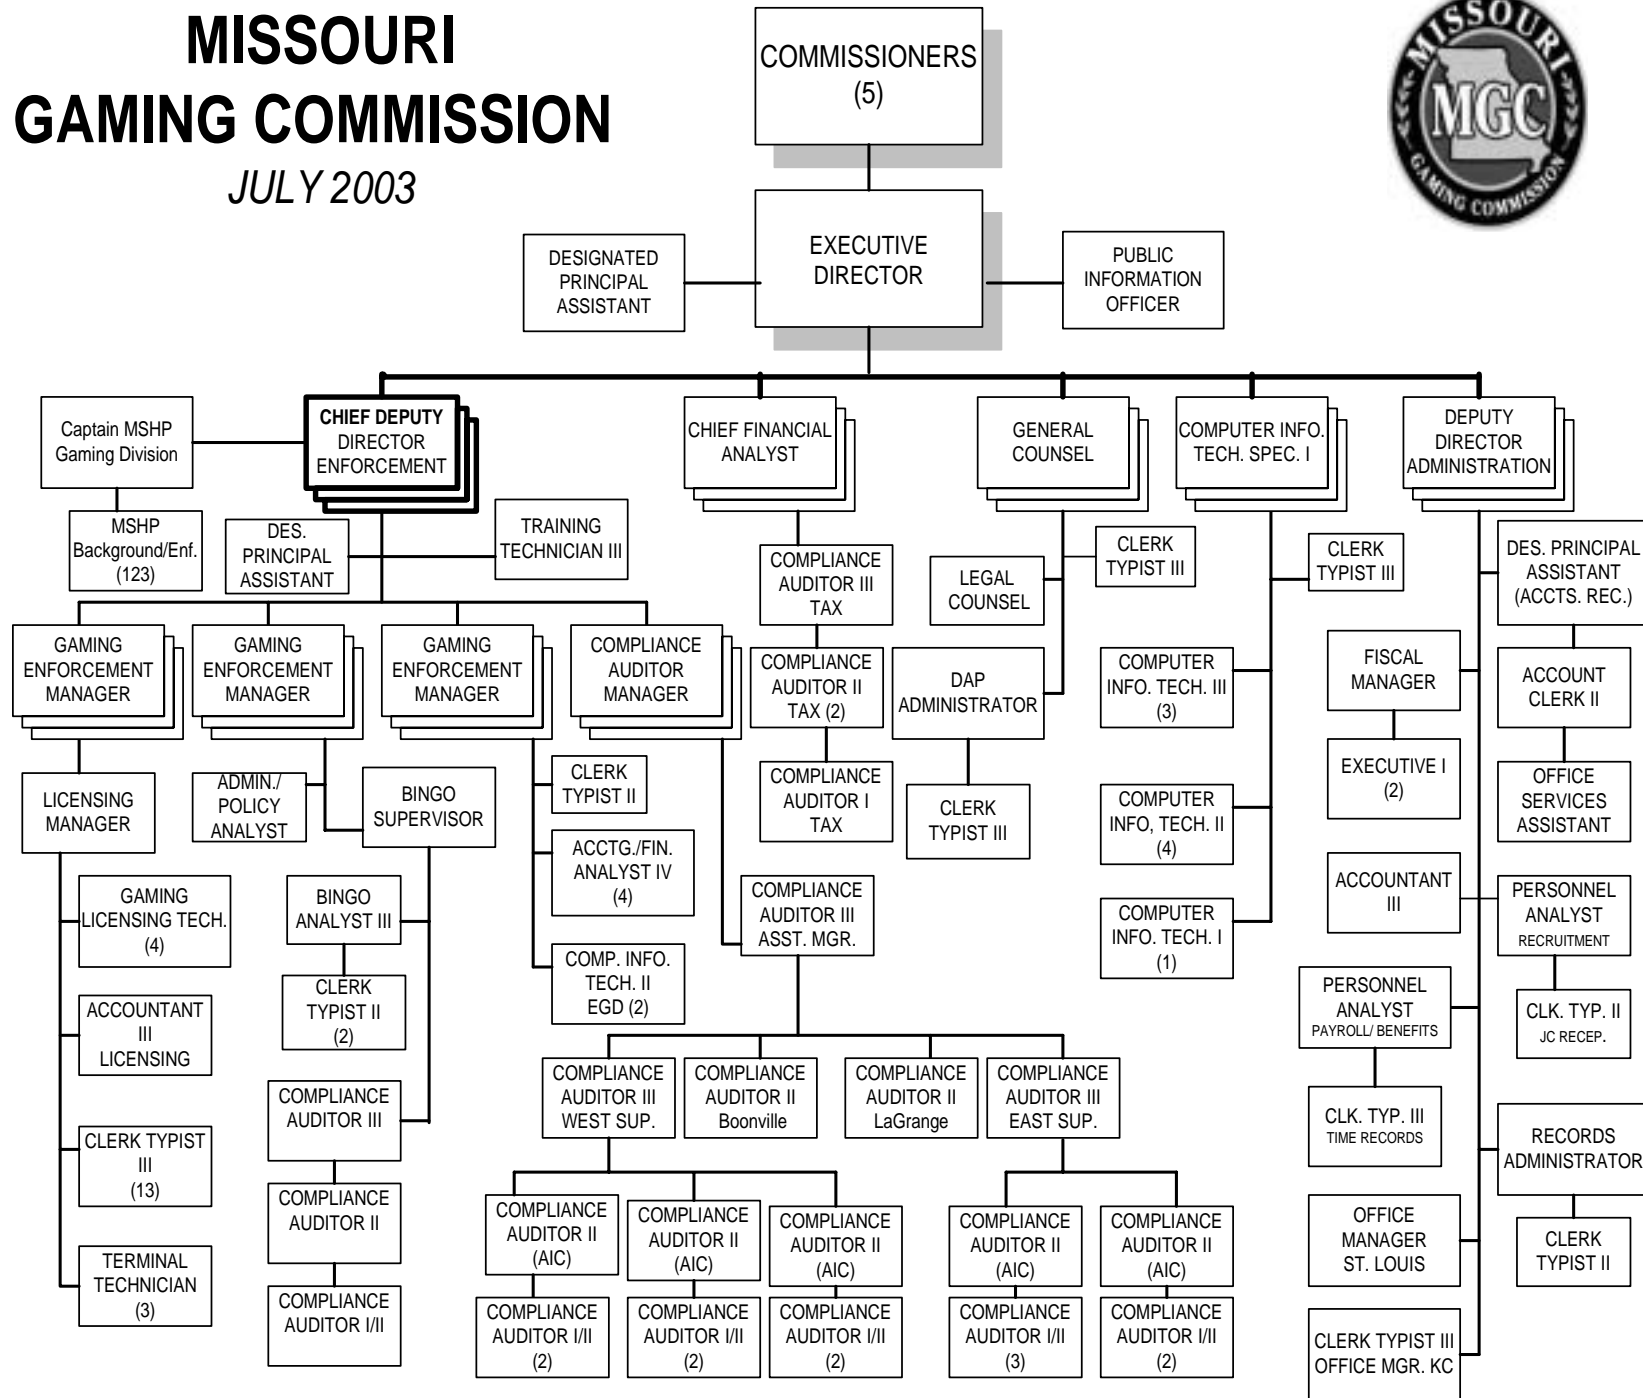 MISSOURI
GAMING COMMISSION
JULY 2003
COMMISSIONERS
(5)
MISSOURI
MGC
GAMING COMMISSION
EXECUTIVE
DIRECTOR
DESIGNATED
PRINCIPAL
ASSISTANT
PUBLIC
INFORMATION
OFFICER
Captain MSHP
Gaming Division
CHIEF DEPUTY
DIRECTOR
ENFORCEMENT
CHIEF FINANCIAL
ANALYST
GENERAL
COUNSEL
COMPUTER INFO.
TECH. SPEC. I
DEPUTY
DIRECTOR
ADMINISTRATION
MSHP
Background/Enf.
(123)
DES.
PRINCIPAL
ASSISTANT
TRAINING
TECHNICIAN III
COMPLIANCE
AUDITOR III
TAX
LEGAL
COUNSEL
CLERK
TYPIST III
CLERK
TYPIST III
DES. PRINCIPAL
ASSISTANT
(ACCTS. REC.)
GAMING
ENFORCEMENT
MANAGER
GAMING
ENFORCEMENT
MANAGER
GAMING
ENFORCEMENT
MANAGER
COMPLIANCE
AUDITOR
MANAGER
COMPLIANCE
AUDITOR II
TAX (2)
DAP
ADMINISTRATOR
COMPUTER
INFO. TECH. III
(3)
FISCAL
MANAGER
ACCOUNT
CLERK II
LICENSING
MANAGER
ADMIN./
POLICY
ANALYST
BINGO
SUPERVISOR
CLERK
TYPIST II
COMPLIANCE
AUDITOR I
TAX
CLERK
TYPIST III
COMPUTER
INFO, TECH. II
(4)
EXECUTIVE I
(2)
OFFICE
SERVICES
ASSISTANT
GAMING
LICENSING TECH.
(4)
BINGO
ANALYST III
ACCTG./FIN.
ANALYST IV
(4)
COMPLIANCE
AUDITOR III
ASST. MGR.
COMPUTER
INFO. TECH. I
(1)
ACCOUNTANT
III
PERSONNEL
ANALYST
RECRUITMENT
ACCOUNTANT
III
LICENSING
CLERK
TYPIST II
(2)
COMP. INFO.
TECH. II
EGD (2)
PERSONNEL
ANALYST
PAYROLL/ BENEFITS
CLK. TYP. II
JC RECEP.
COMPLIANCE
AUDITOR III
COMPLIANCE
AUDITOR III
WEST SUP.
COMPLIANCE
AUDITOR II
Boonville
COMPLIANCE
AUDITOR II
LaGrange
COMPLIANCE
AUDITOR III
EAST SUP.
CLK. TYP. III
TIME RECORDS
RECORDS
ADMINISTRATOR
CLERK TYPIST
III
(13)
COMPLIANCE
AUDITOR II
COMPLIANCE
AUDITOR II
(AIC)
COMPLIANCE
AUDITOR II
(AIC)
COMPLIANCE
AUDITOR II
(AIC)
COMPLIANCE
AUDITOR II
(AIC)
COMPLIANCE
AUDITOR II
(AIC)
OFFICE
MANAGER
ST. LOUIS
CLERK
TYPIST II
TERMINAL
TECHNICIAN
(3)
COMPLIANCE
AUDITOR I/II
COMPLIANCE
AUDITOR I/II
(2)
COMPLIANCE
AUDITOR I/II
(2)
COMPLIANCE
AUDITOR I/II
(2)
COMPLIANCE
AUDITOR I/II
(3)
COMPLIANCE
AUDITOR I/II
(2)
CLERK TYPIST III
OFFICE MGR. KC